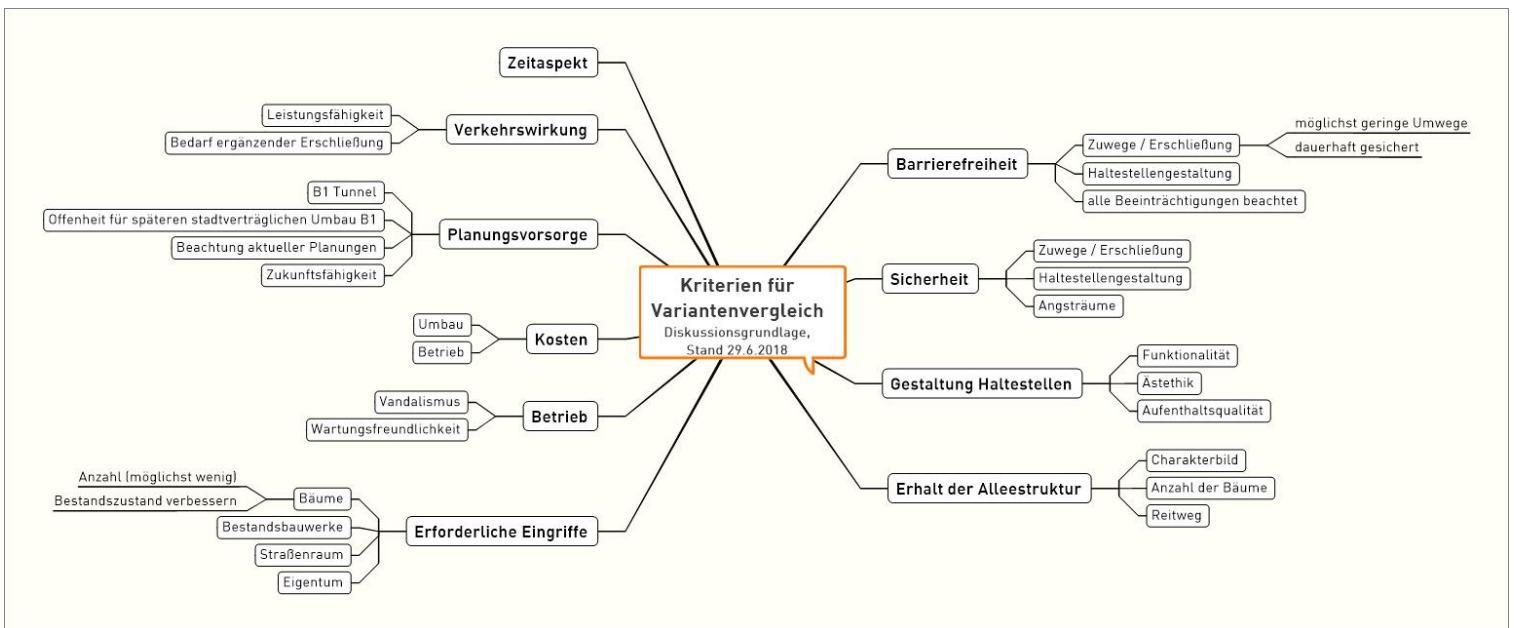 Kriterien für
Variantenvergleich
Diskussionsgrundlage,
Stand 29.6.2018
Zeitaspekt
Verkehrswirkung
Leistungsfähigkeit
Bedarf ergänzender Erschließung
Planungsvorsorge
B1 Tunnel
Offenheit für späteren stadtverträglichen Umbau B1
Beachtung aktueller Planungen
Zukunftsfähigkeit
Kosten
Umbau
Betrieb
Betrieb
Vandalismus
Wartungsfreundlichkeit
Erforderliche Eingriffe
Bäume
Anzahl (möglichst wenig)
Bestandszustand verbessern
Bestandsbauwerke
Straßenraum
Eigentum
Barrierefreiheit
Zuwege / Erschließung
möglichst geringe Umwege
dauerhaft gesichert
Haltestellengestaltung
alle Beeinträchtigungen beachtet
Sicherheit
Zuwege / Erschließung
Haltestellengestaltung
Angsträume
Gestaltung Haltestellen
Funktionalität
Ästethik
Aufenthaltsqualität
Erhalt der Alleestruktur
Charakterbild
Anzahl der Bäume
Reitweg